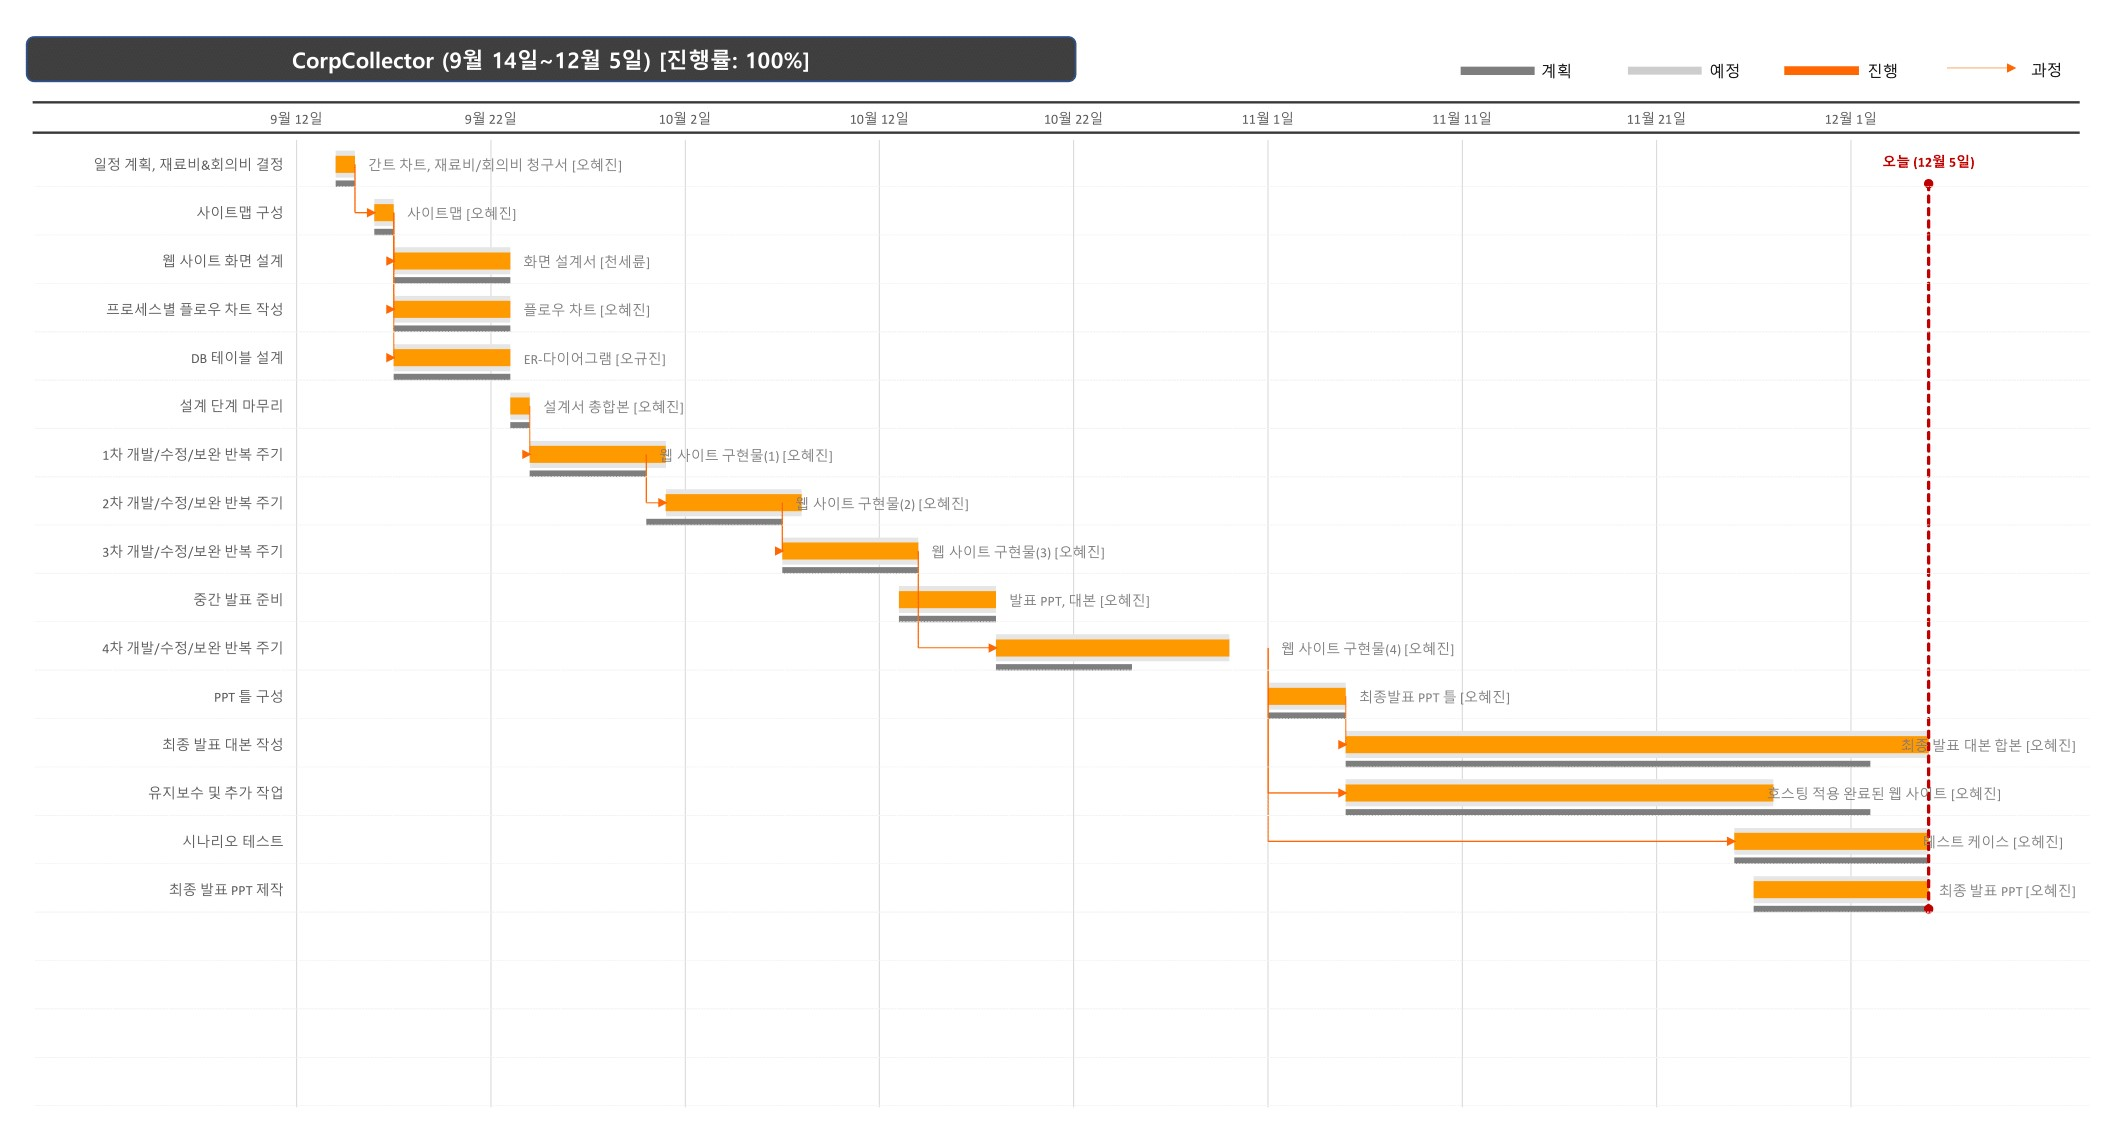 CorpCollector (9월 14일~12월 5일) [진행률: 100%]
계획 예정 진행 과정
9월 12일 9월 22일 10월 2일 10월 12일 10월 22일 11월 1일 11월 11일 11월 21일 12월 1일
오늘 (12월 5일)
일정 계획, 재료비&회의비 결정 간트 차트, 재료비/회의비 청구서 [오혜진]
사이트맵 구성 사이트맵 [오혜진]
웹 사이트 화면 설계 화면 설계서 [천세륜]
프로세스별 플로우 차트 작성 플로우 차트 [오혜진]
DB 테이블 설계 ER-다이어그램 [오규진]
설계 단계 마무리 설계서 총합본 [오혜진]
1차 개발/수정/보완 반복 주기 웹 사이트 구현물(1) [오혜진]
2차 개발/수정/보완 반복 주기 웹 사이트 구현물(2) [오혜진]
3차 개발/수정/보완 반복 주기 웹 사이트 구현물(3) [오혜진]
중간 발표 준비 발표 PPT, 대본 [오혜진]
4차 개발/수정/보완 반복 주기 웹 사이트 구현물(4) [오혜진]
PPT 틀 구성 최종발표 PPT 틀 [오혜진]
최종 발표 대본 작성 최종 발표 대본 합본 [오혜진]
유지보수 및 추가 작업 호스팅 적용 완료된 웹 사이트 [오혜진]
시나리오 테스트 테스트 케이스 [오혜진]
최종 발표 PPT 제작 최종 발표 PPT [오혜진]